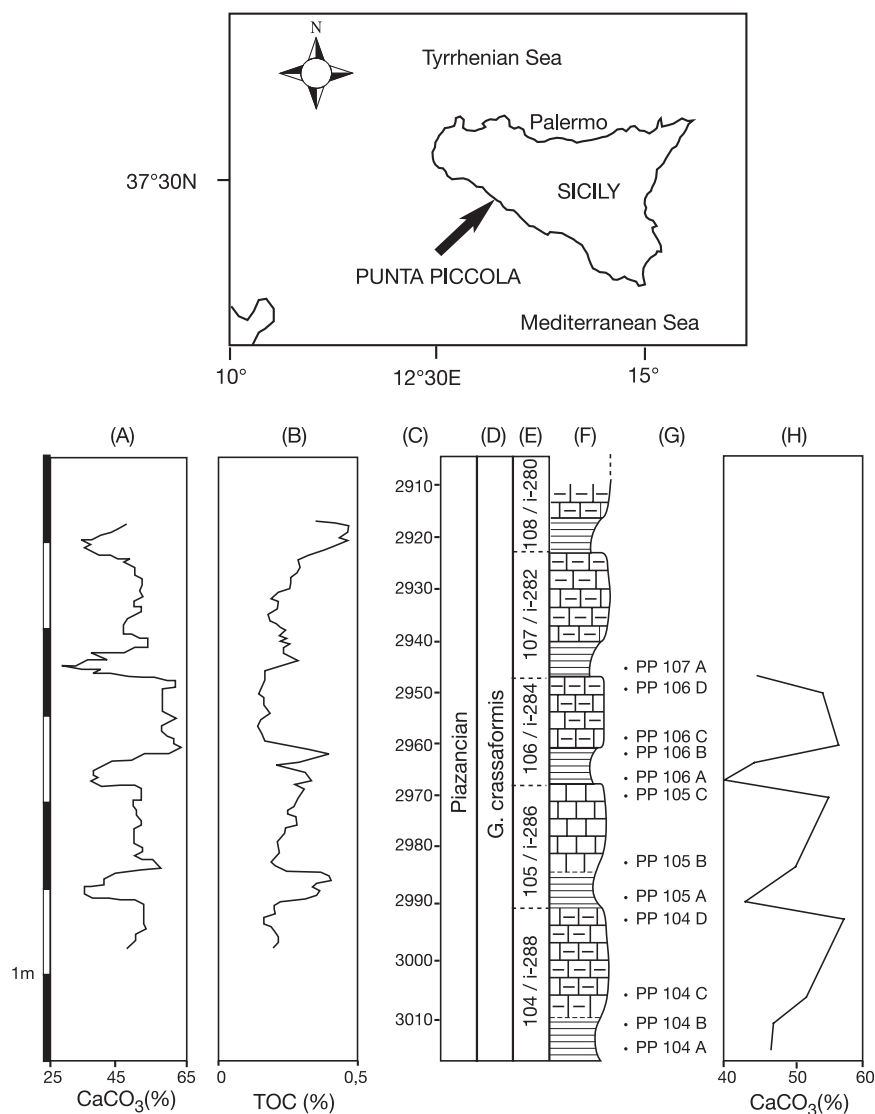 N
Tyrrhenian Sea
Palermo
37°30N
SICILY
PUNTA PICCOLA
Mediterranean Sea
10°
12°30E
15°
(A) (B) (C) (D) (E) (F) (G) (H)
2910
2920
2930
2940
2950
2960
2970
2980
2990
3000
3010
Piazancian
G. crassaformis
108 / i-280
107 / i-282
106 / i-284
105 / i-286
104 / i-288
• PP 107 A
• PP 106 D
• PP 106 C
• PP 106 B
• PP 106 A
• PP 105 C
• PP 105 B
• PP 105 A
• PP 104 D
• PP 104 C
• PP 104 B
• PP 104 A
1m
25 45 65
CaCO₃(%)
0 0,5
TOC (%)
40 50 60
CaCO₃(%)